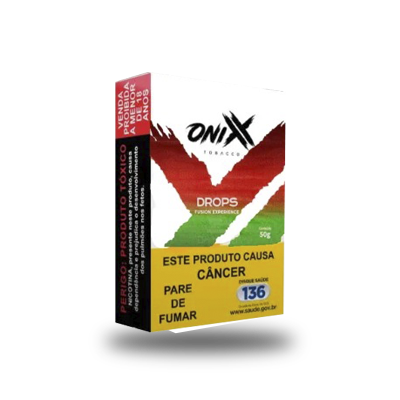 VENDA
PROIBIDA
A MENOR
DE 18
ANOS
PERIGO: PRODUTO TÓXICO
NICOTINA, presente neste produto, causa
dependência e prejudica o desenvolvimento
dos pulmões nos fetos.
ONIX
TOBACCO
DROPS
FUSION EXPERIENCE
50g
ESTE PRODUTO CAUSA
CÂNCER
PARE
DE
FUMAR
DISQUE SAÚDE
136
www.saude.gov.br